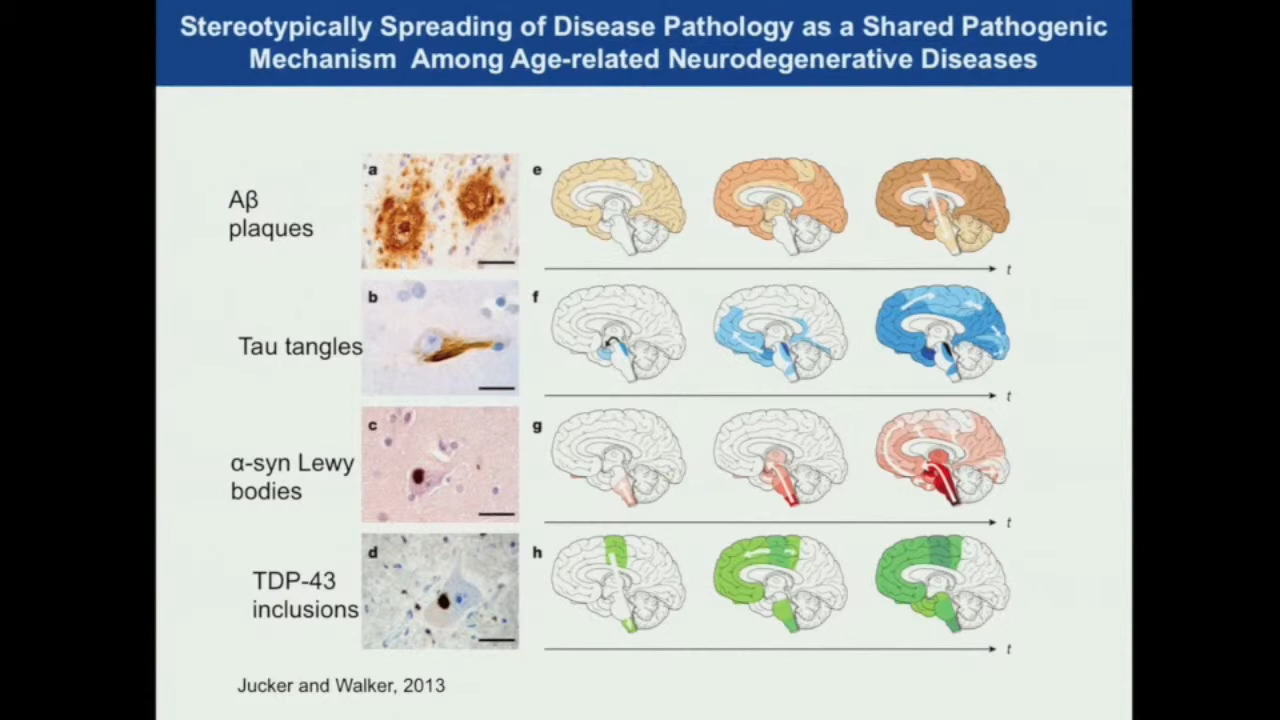 Stereotypically Spreading of Disease Pathology as a Shared Pathogenic
Mechanism Among Age-related Neurodegenerative Diseases
Aβ
plaques
a
e
t
Tau tangles
b
f
t
α-syn Lewy
bodies
c
g
t
TDP-43
inclusions
d
h
t
Jucker and Walker, 2013